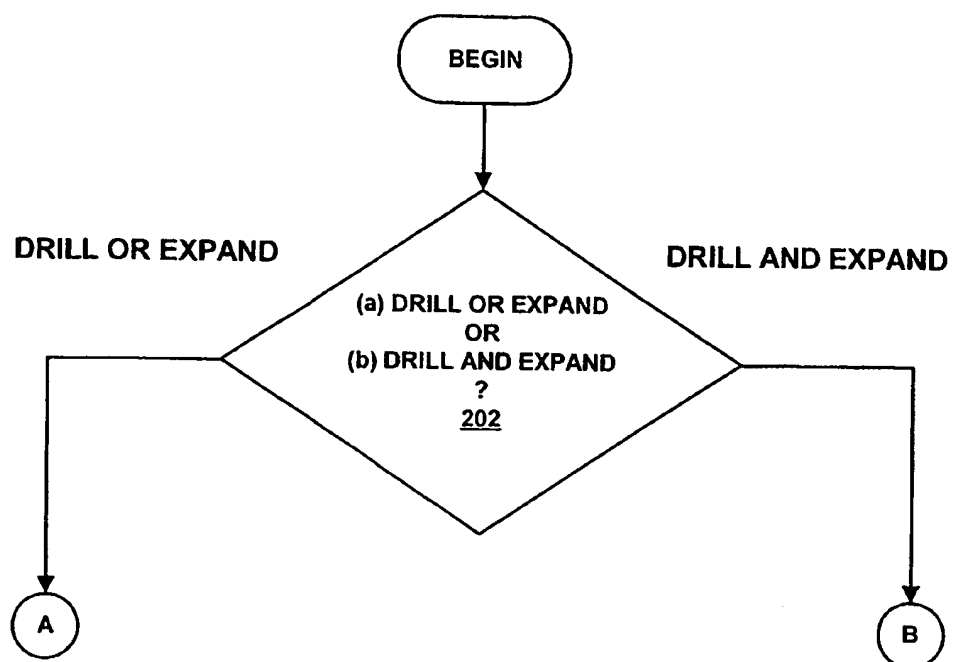 BEGIN
DRILL OR EXPAND
DRILL AND EXPAND
(a) DRILL OR EXPAND
OR
(b) DRILL AND EXPAND
?
202
A
B